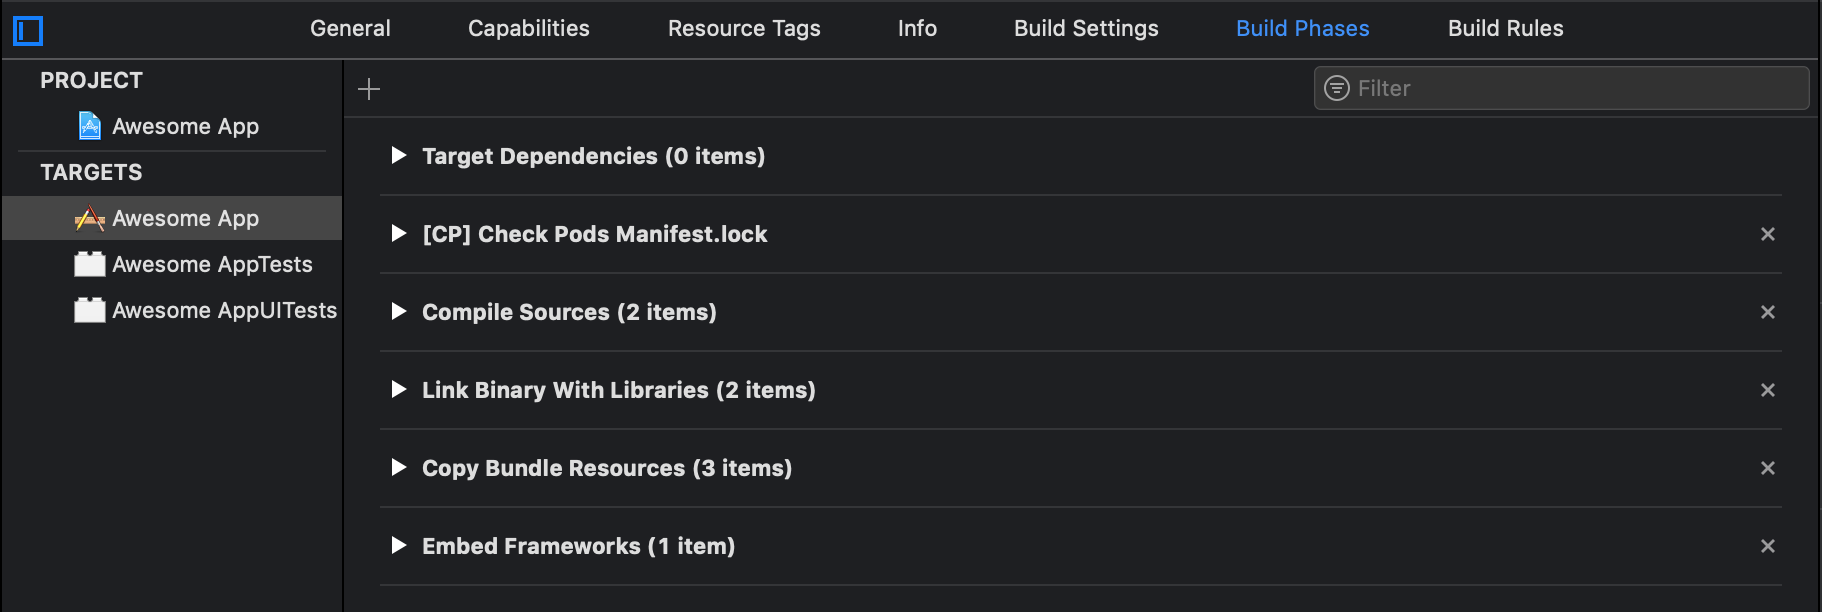 General Capabilities Resource Tags Info Build Settings Build Phases Build Rules
PROJECT
Awesome App
TARGETS
Awesome App
Awesome AppTests
Awesome AppUITests
Filter
Target Dependencies (0 items)
[CP] Check Pods Manifest.lock
Compile Sources (2 items)
Link Binary With Libraries (2 items)
Copy Bundle Resources (3 items)
Embed Frameworks (1 item)